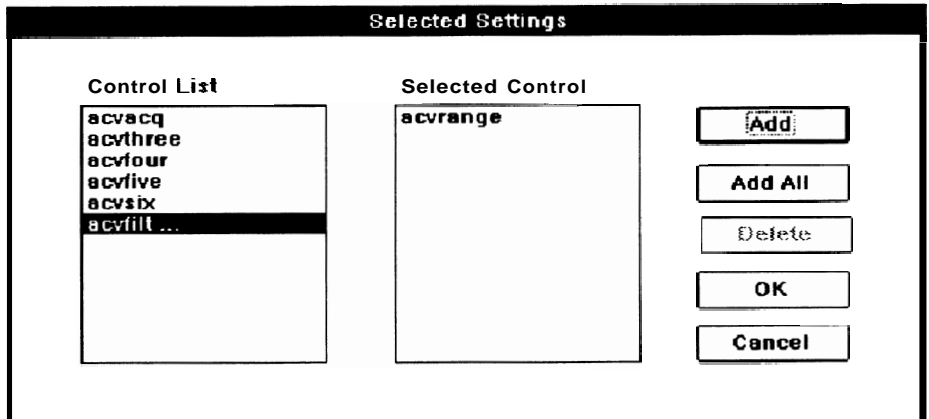 Selected Settings
Control List
acvacq
acvthree
acvfour
acvfive
acvsix
acvfilt ...
Selected Control
acvrange
Add
Add All
Delete
OK
Cancel